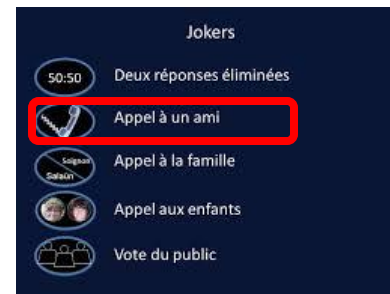 Jokers
50:50 Deux réponses éliminées
Appel à un ami
Soignon
Salaün
Appel à la famille
Appel aux enfants
Vote du public